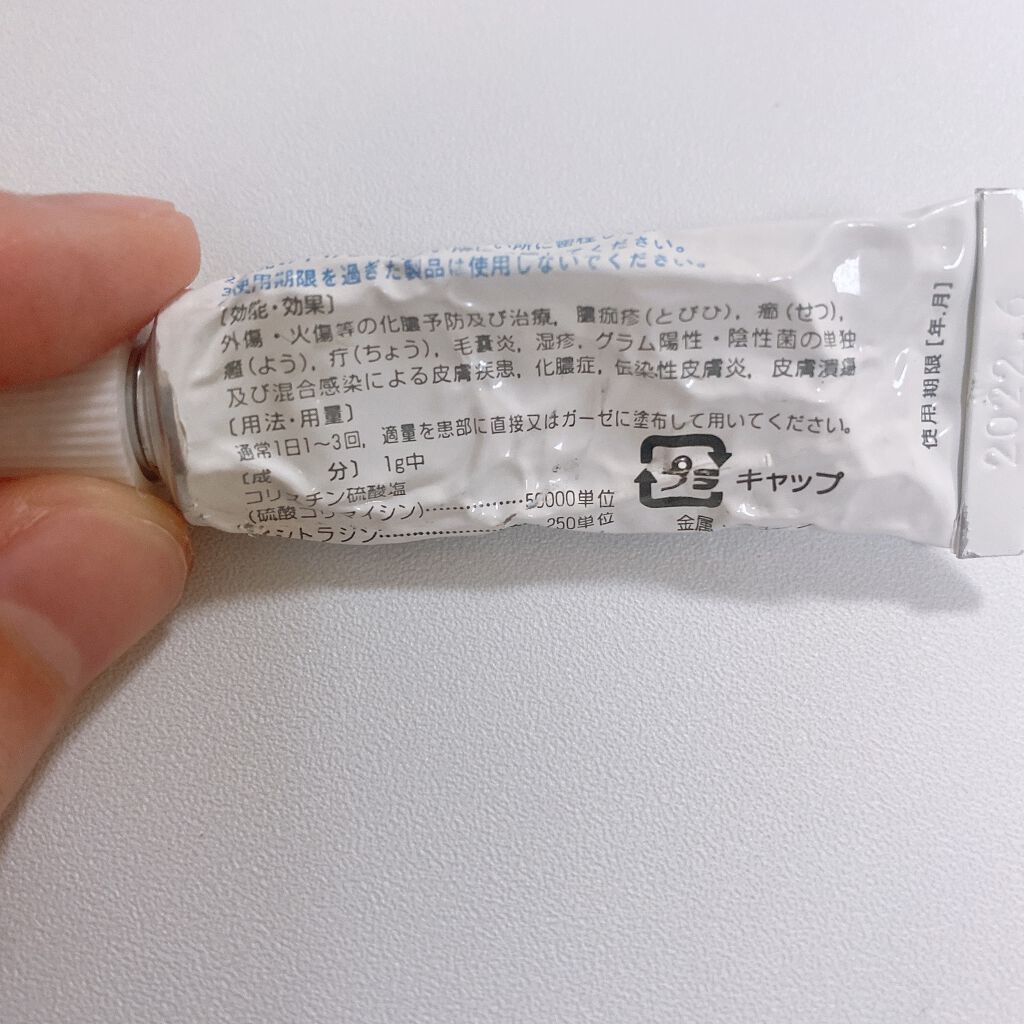 使用期限を過ぎた製品は使用しないでください。
〔効能・効果〕
外傷・火傷等の化膿予防及び治療，膿痂疹(とびひ)，癤(せつ)，
癰(よう)，疔(ちょう)，毛嚢炎，湿疹，グラム陽性・陰性菌の単独
及び混合感染による皮膚疾患，化膿症，伝染性皮膚炎，皮膚潰瘍
〔用法・用量〕
通常1日1～3回，適量を患部に直接又はガーゼに塗布して用いてください。
〔成　　分〕 1g中
コリスチン硫酸塩
(硫酸コリマイシン)…………50000単位
シトラシン…………250単位
プラ キャップ
金属
使用期限 [年.月]
2022.6